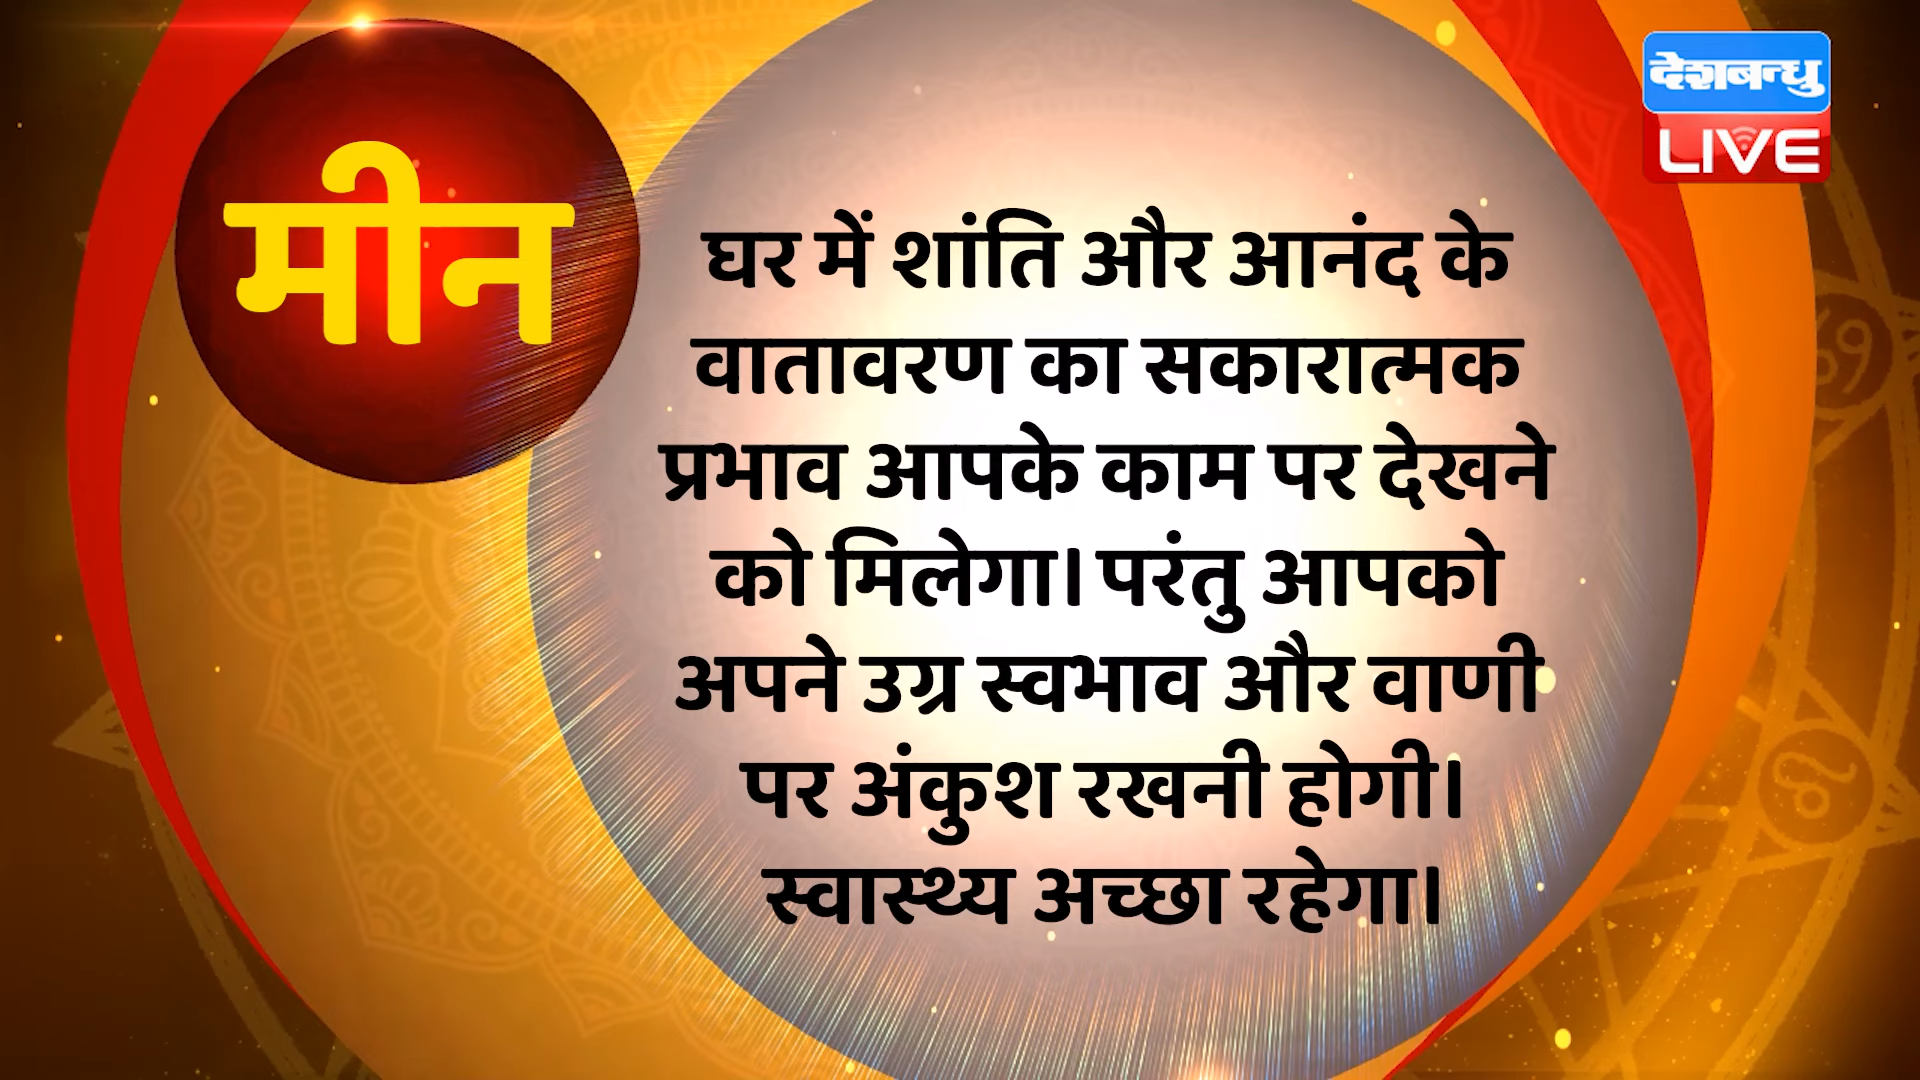 मीन
देशबन्धु
LIVE
घर में शांति और आनंद के
वातावरण का सकारात्मक
प्रभाव आपके काम पर देखने
को मिलेगा। परंतु आपको
अपने उग्र स्वभाव और वाणी
पर अंकुश रखनी होगी।
स्वास्थ्य अच्छा रहेगा।